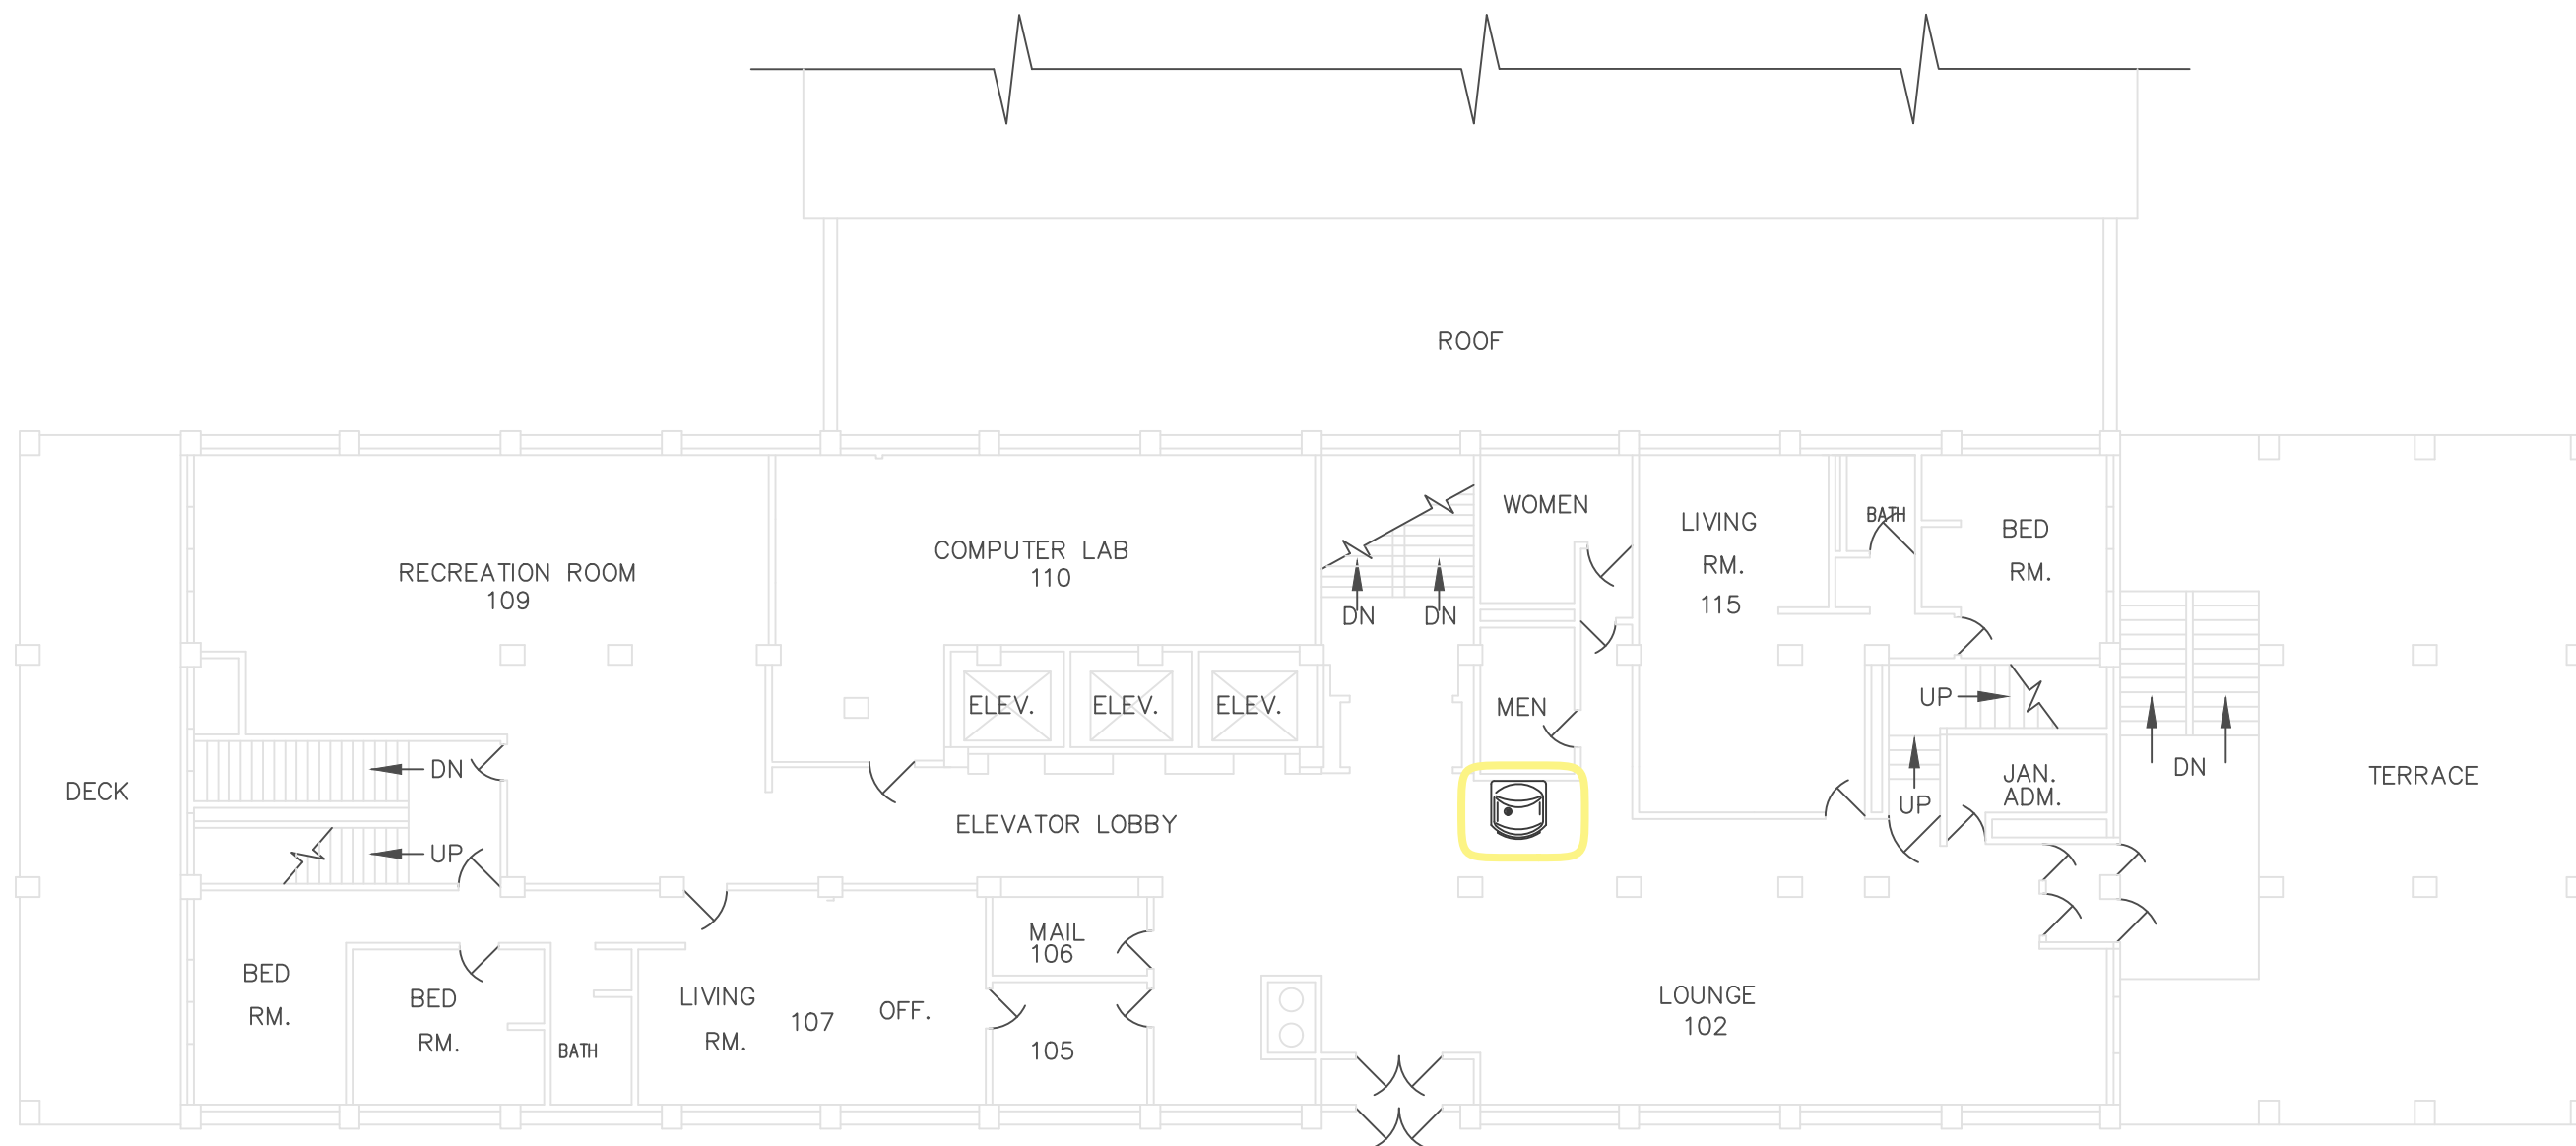 ROOF
WOMEN
LIVING
RM.
115
BATH
BED
RM.
COMPUTER LAB
110
RECREATION ROOM
109
DN
DN
ELEV.
ELEV.
ELEV.
MEN
UP
UP
JAN.
ADM.
DN
TERRACE
DECK
DN
UP
ELEVATOR LOBBY
MAIL
106
BED
RM.
BED
RM.
BATH
LIVING
RM.
107
OFF.
105
LOUNGE
102